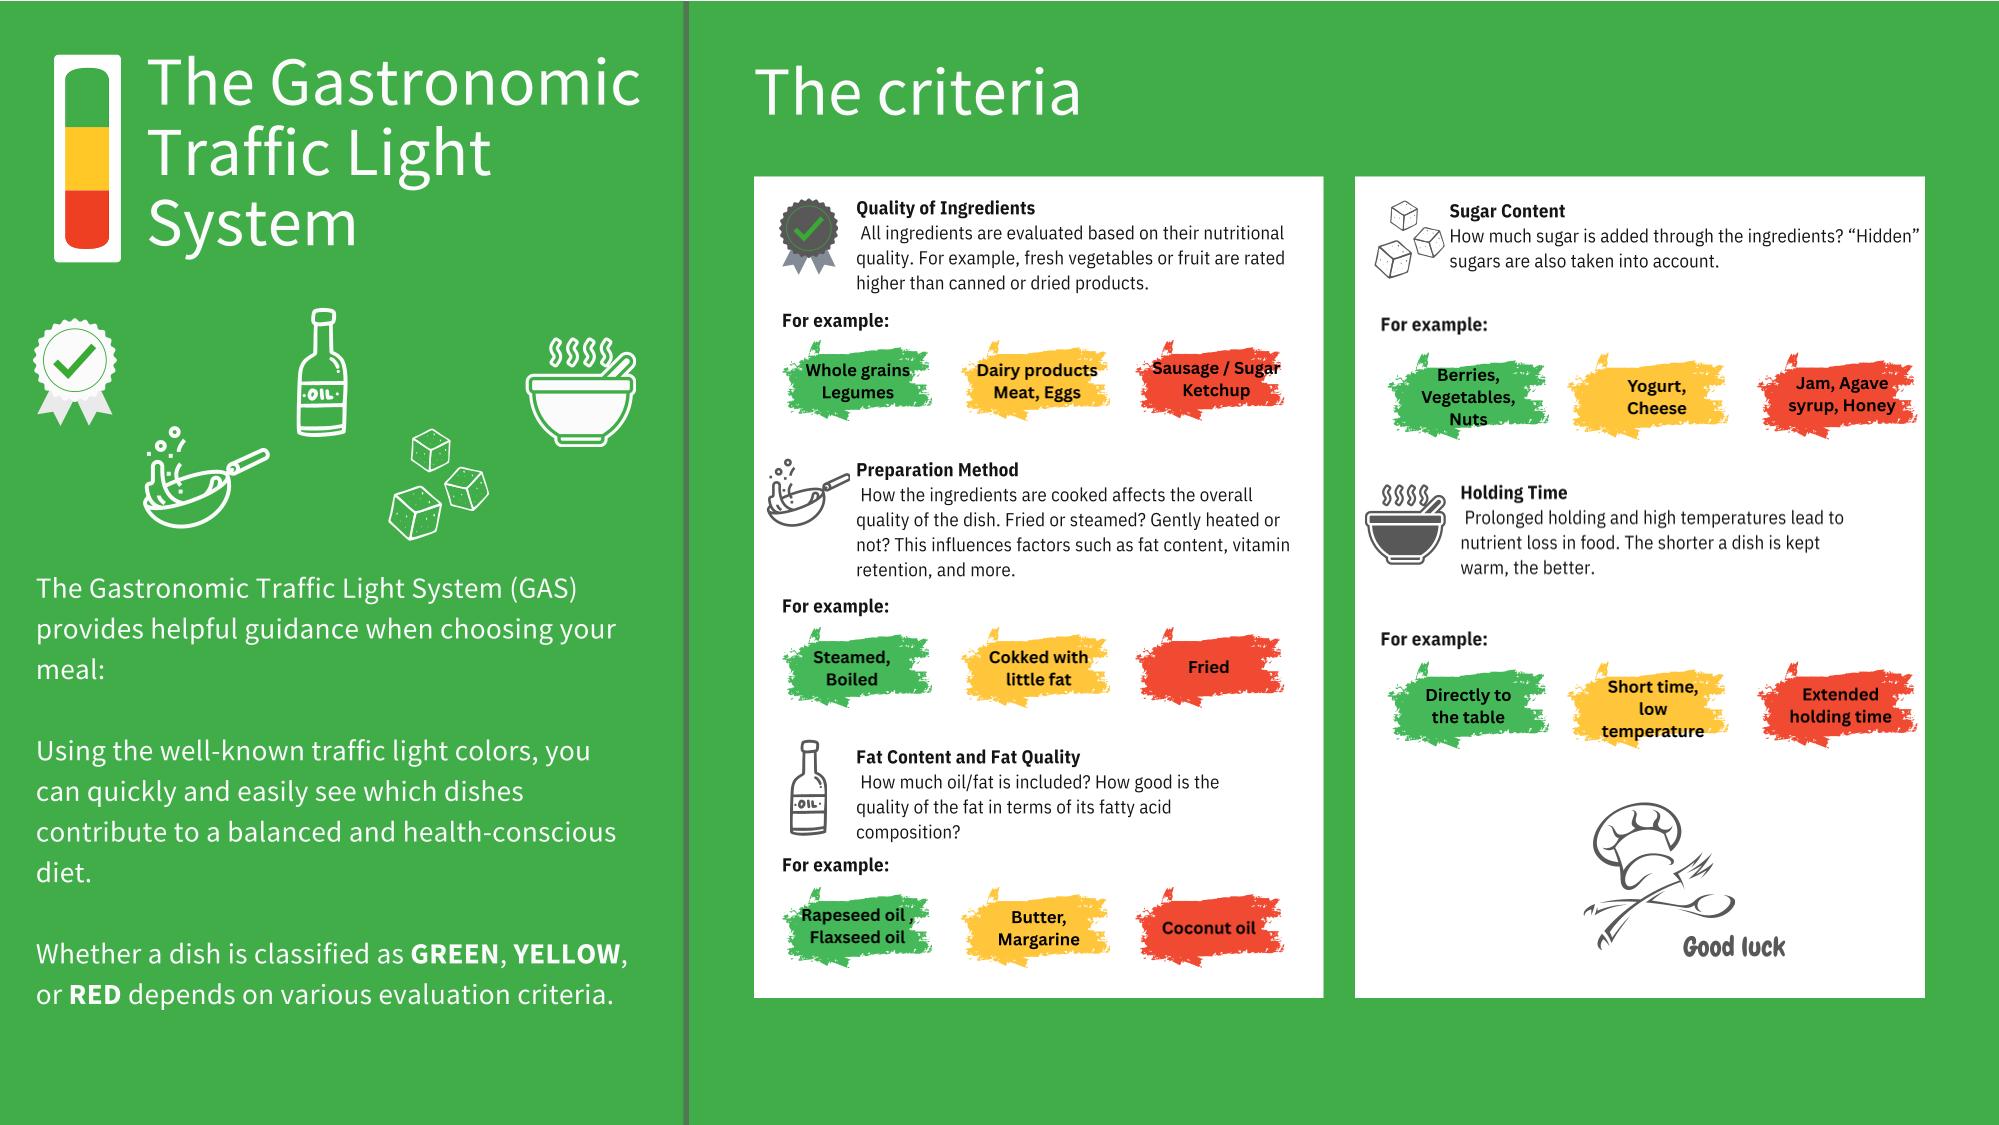 The Gastronomic
Traffic Light
System
OIL
The Gastronomic Traffic Light System (GAS)
provides helpful guidance when choosing your
meal:
Using the well-known traffic light colors, you
can quickly and easily see which dishes
contribute to a balanced and health-conscious
diet.
Whether a dish is classified as GREEN, YELLOW,
or RED depends on various evaluation criteria.
The criteria
Quality of Ingredients
All ingredients are evaluated based on their nutritional
quality. For example, fresh vegetables or fruit are rated
higher than canned or dried products.
For example:
Whole grains
Legumes
Dairy products
Meat, Eggs
Sausage / Sugar
Ketchup
Preparation Method
How the ingredients are cooked affects the overall
quality of the dish. Fried or steamed? Gently heated or
not? This influences factors such as fat content, vitamin
retention, and more.
For example:
Steamed,
Boiled
Cokked with
little fat
Fried
OIL
Fat Content and Fat Quality
How much oil/fat is included? How good is the
quality of the fat in terms of its fatty acid
composition?
For example:
Rapeseed oil ,
Flaxseed oil
Butter,
Margarine
Coconut oil
Sugar Content
How much sugar is added through the ingredients? “Hidden”
sugars are also taken into account.
For example:
Berries,
Vegetables,
Nuts
Yogurt,
Cheese
Jam, Agave
syrup, Honey
Holding Time
Prolonged holding and high temperatures lead to
nutrient loss in food. The shorter a dish is kept
warm, the better.
For example:
Directly to
the table
Short time,
low
temperature
Extended
holding time
Good luck